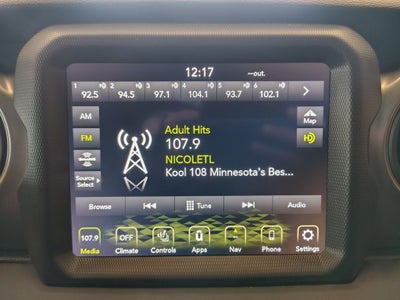 12:17 --out.
1 2 3 4 5 6
92.5 94.5 97.1 104.1 93.7 102.1
AM
Map
FM
HD
Adult Hits
107.9
NICOLETL
Kool 108 Minnesota's Bes...
SiriusXM
Source
Select
Browse Tune Audio
107.9 OFF
Media Climate Controls Apps Nav Phone Settings